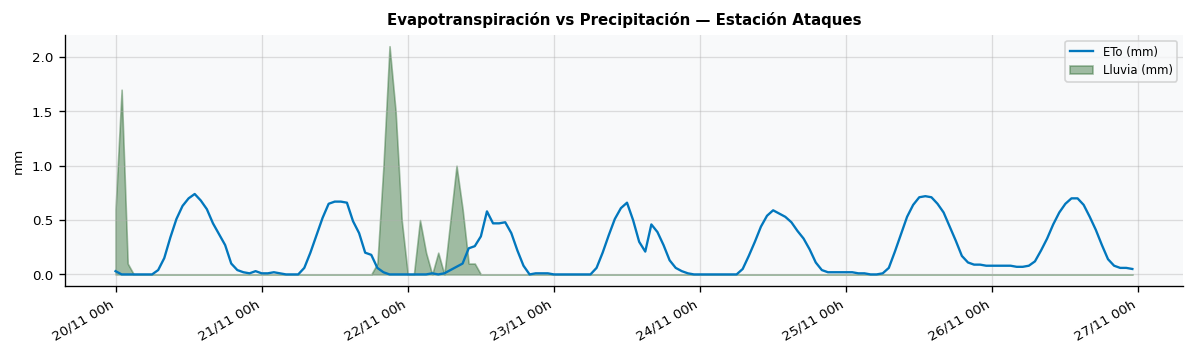 Evapotranspiración vs Precipitación — Estación Ataques
ETo (mm)
Lluvia (mm)
mm
2.0
1.5
1.0
0.5
0.0
20/11 00h
21/11 00h
22/11 00h
23/11 00h
24/11 00h
25/11 00h
26/11 00h
27/11 00h